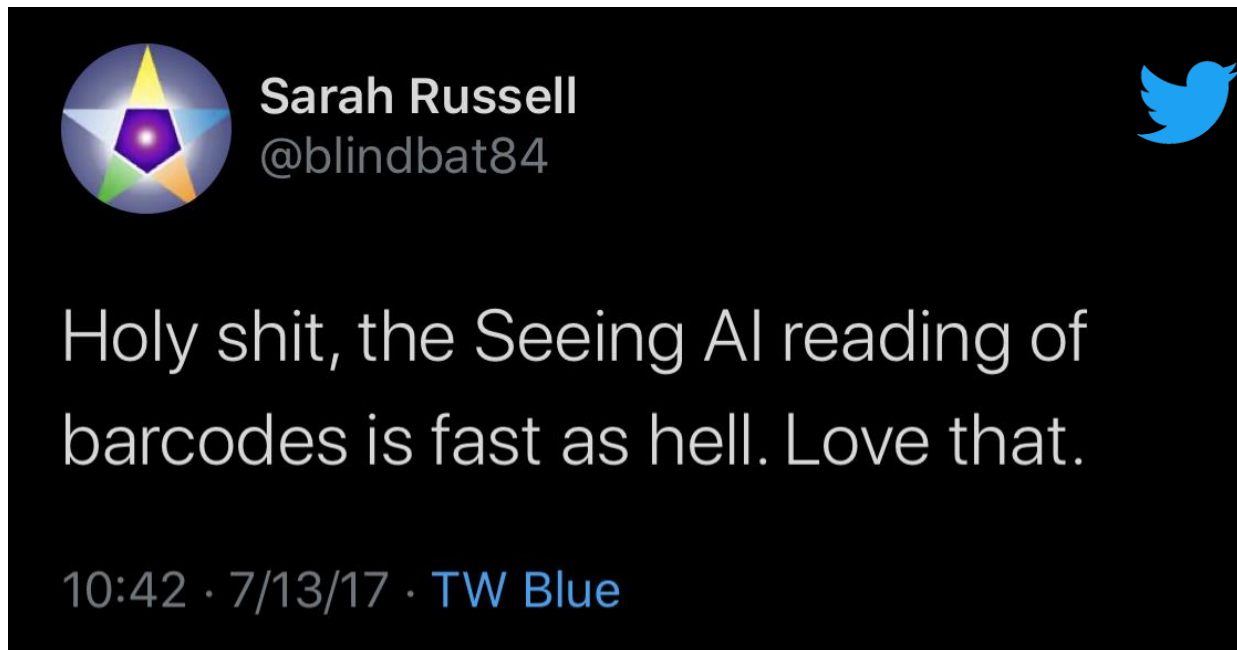 Sarah Russell
@blindbat84
Holy shit, the Seeing AI reading of
barcodes is fast as hell. Love that.
10:42 · 7/13/17 · TW Blue